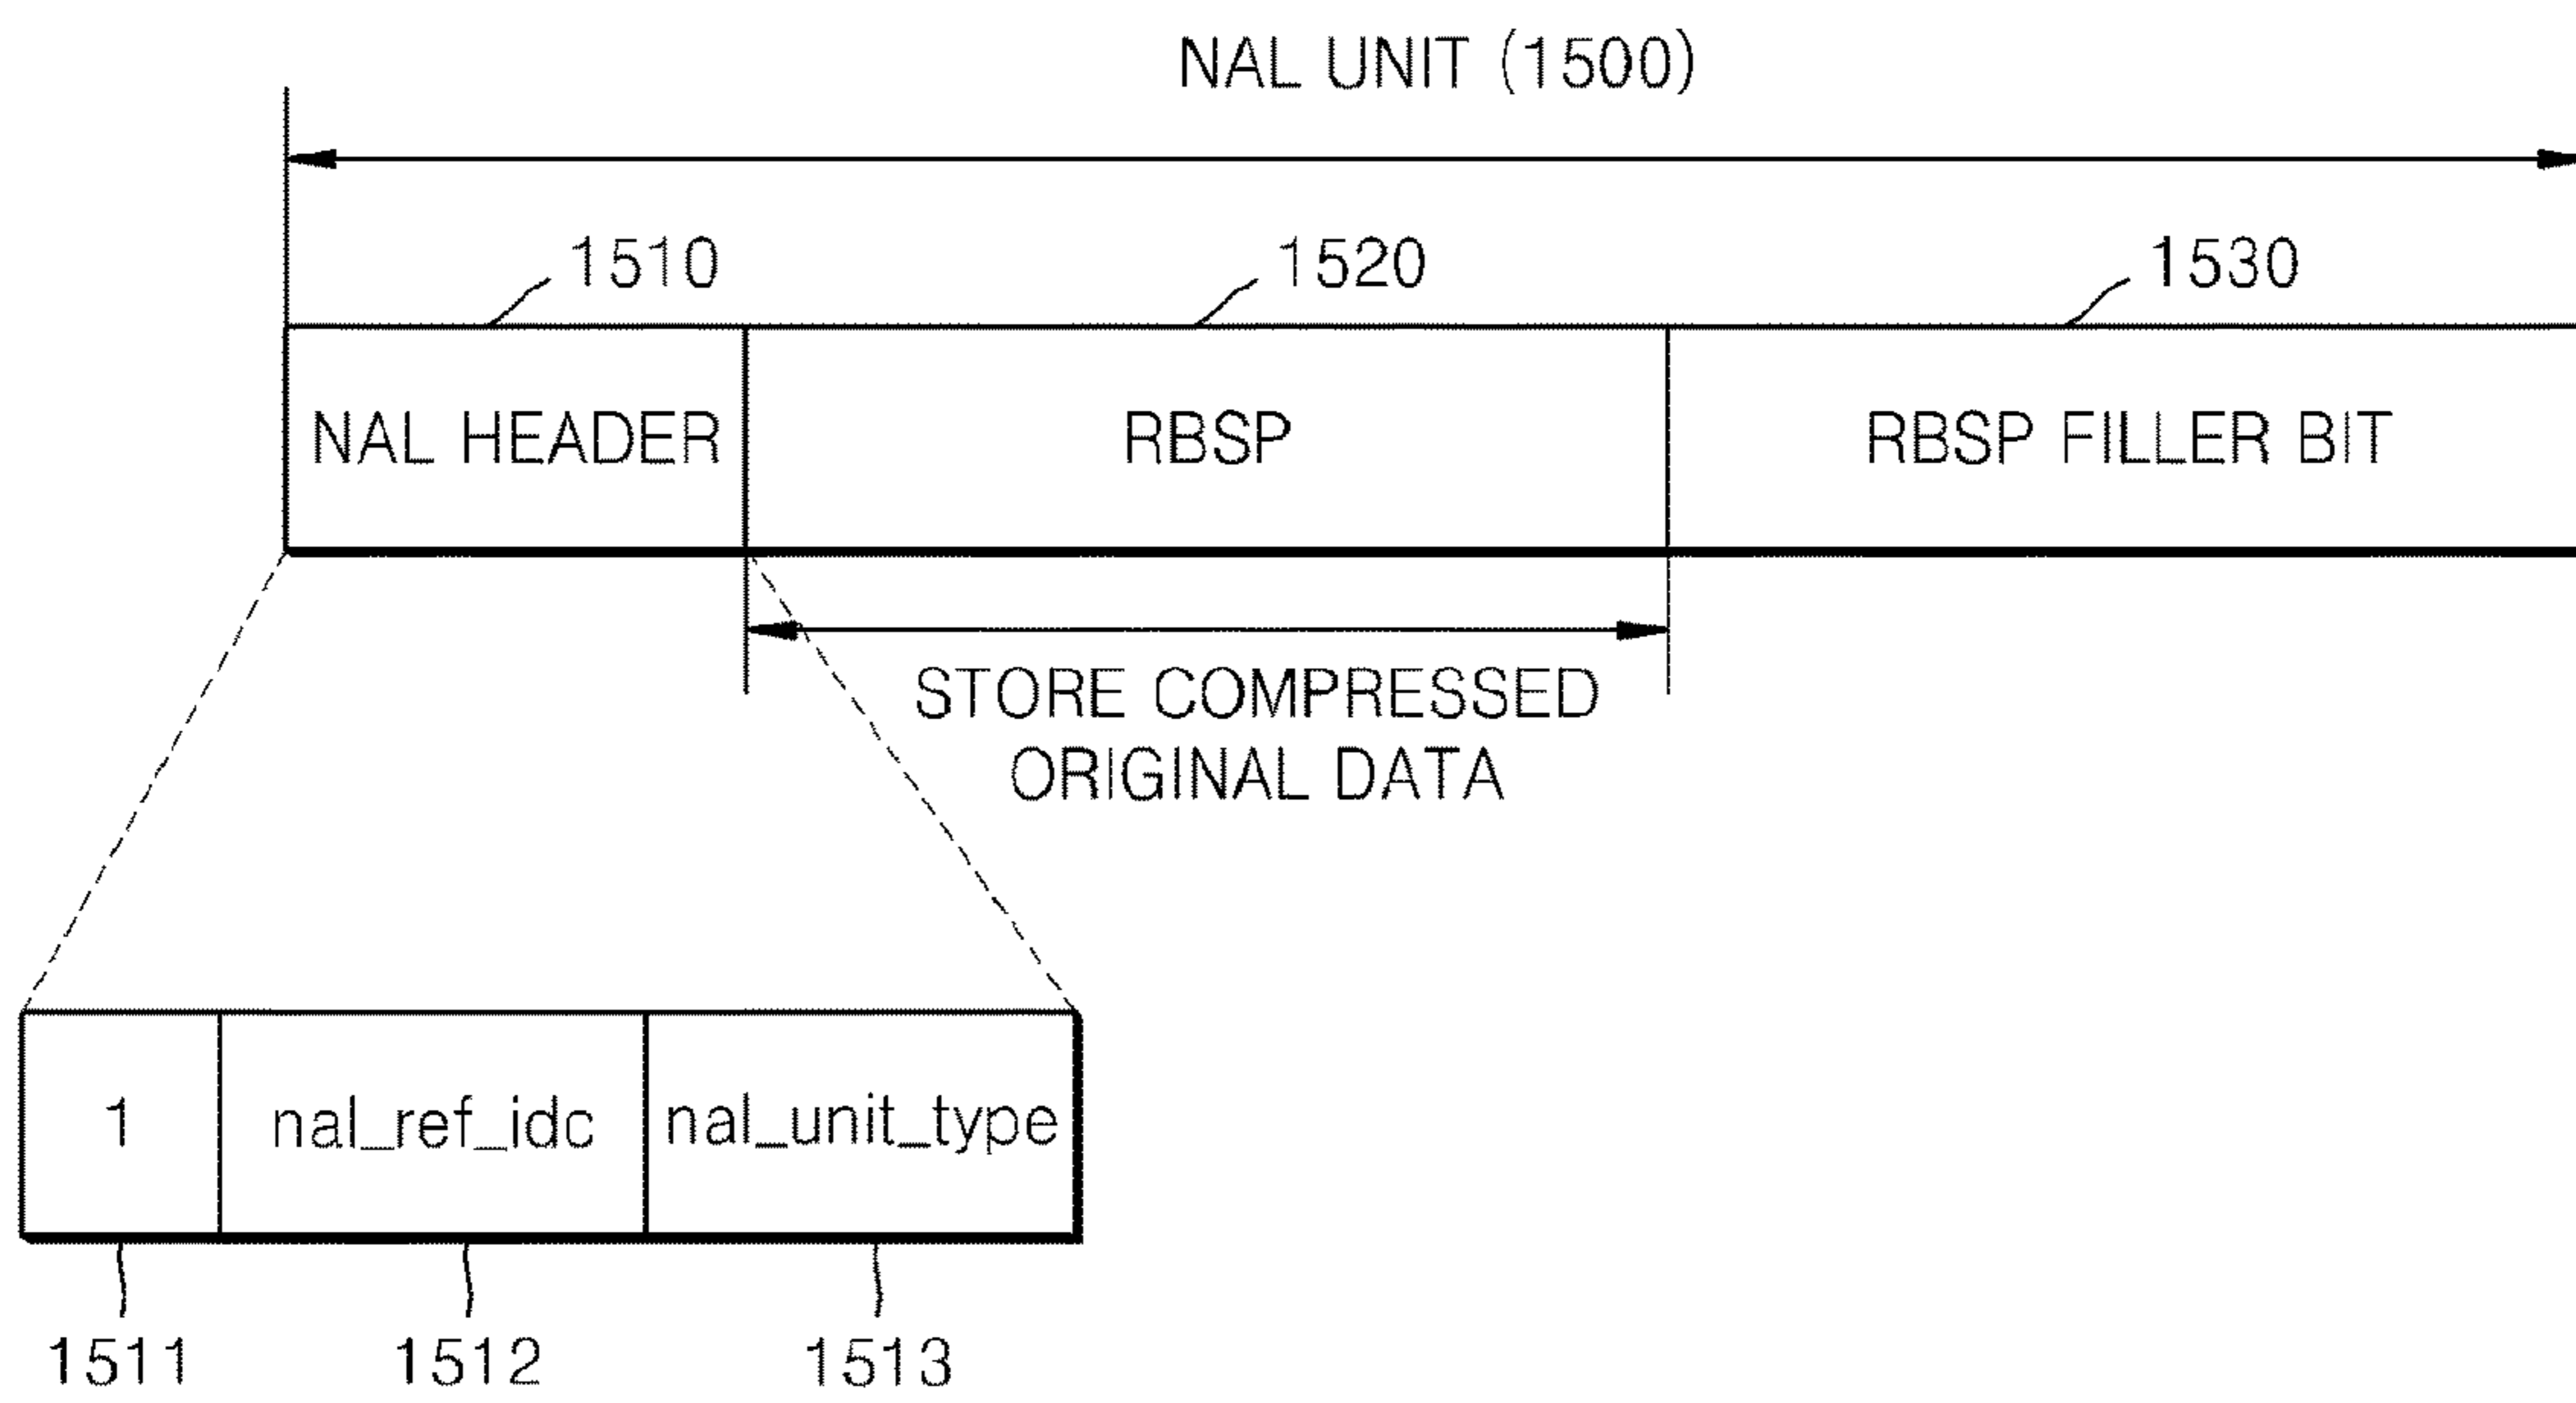 NAL UNIT (1500)
1510
1520
1530
NAL HEADER
RBSP
RBSP FILLER BIT
STORE COMPRESSED
ORIGINAL DATA
1
nal_ref_idc
nal_unit_type
1511
1512
1513